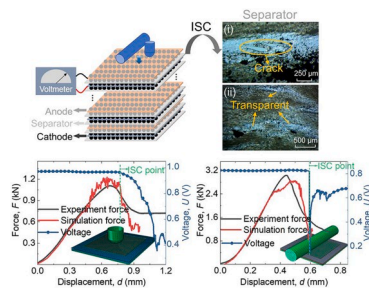 Separator
ISC
(i)
Crack
250 μm
(ii)
Transparent
500 μm
Voltmeter
Anode
Separator
Cathode
ISC point
Force, F (kN)
1.2
0.9
0.6
0.3
0.0
Experiment force
Simulation force
Voltage
1.0
0.8
0.6
0.4
0.2
Voltage, U (V)
0.0 0.3 0.6 0.9 1.2
Displacement, d (mm)
ISC point
Force, F (kN)
3.2
2.4
1.6
0.8
0.0
Experiment force
Simulation force
Voltage
0.8
0.6
0.4
0.2
Voltage, U (V)
0.0 0.2 0.4 0.6 0.8
Displacement, d (mm)